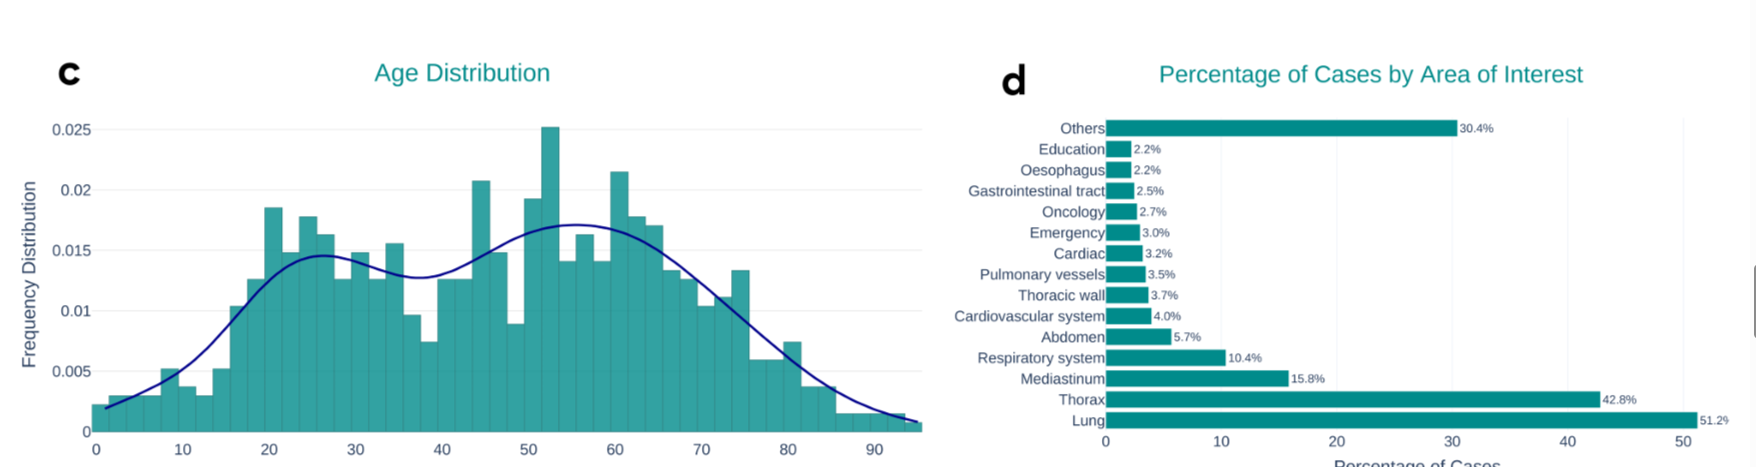 c
Age Distribution
Frequency Distribution
0.025
0.02
0.015
0.01
0.005
0
0 10 20 30 40 50 60 70 80 90
d
Percentage of Cases by Area of Interest
Others 30.4%
Education 2.2%
Oesophagus 2.2%
Gastrointestinal tract 2.5%
Oncology 2.7%
Emergency 3.0%
Cardiac 3.2%
Pulmonary vessels 3.5%
Thoracic wall 3.7%
Cardiovascular system 4.0%
Abdomen 5.7%
Respiratory system 10.4%
Mediastinum 15.8%
Thorax 42.8%
Lung 51.2%
0 10 20 30 40 50
Percentage of Cases